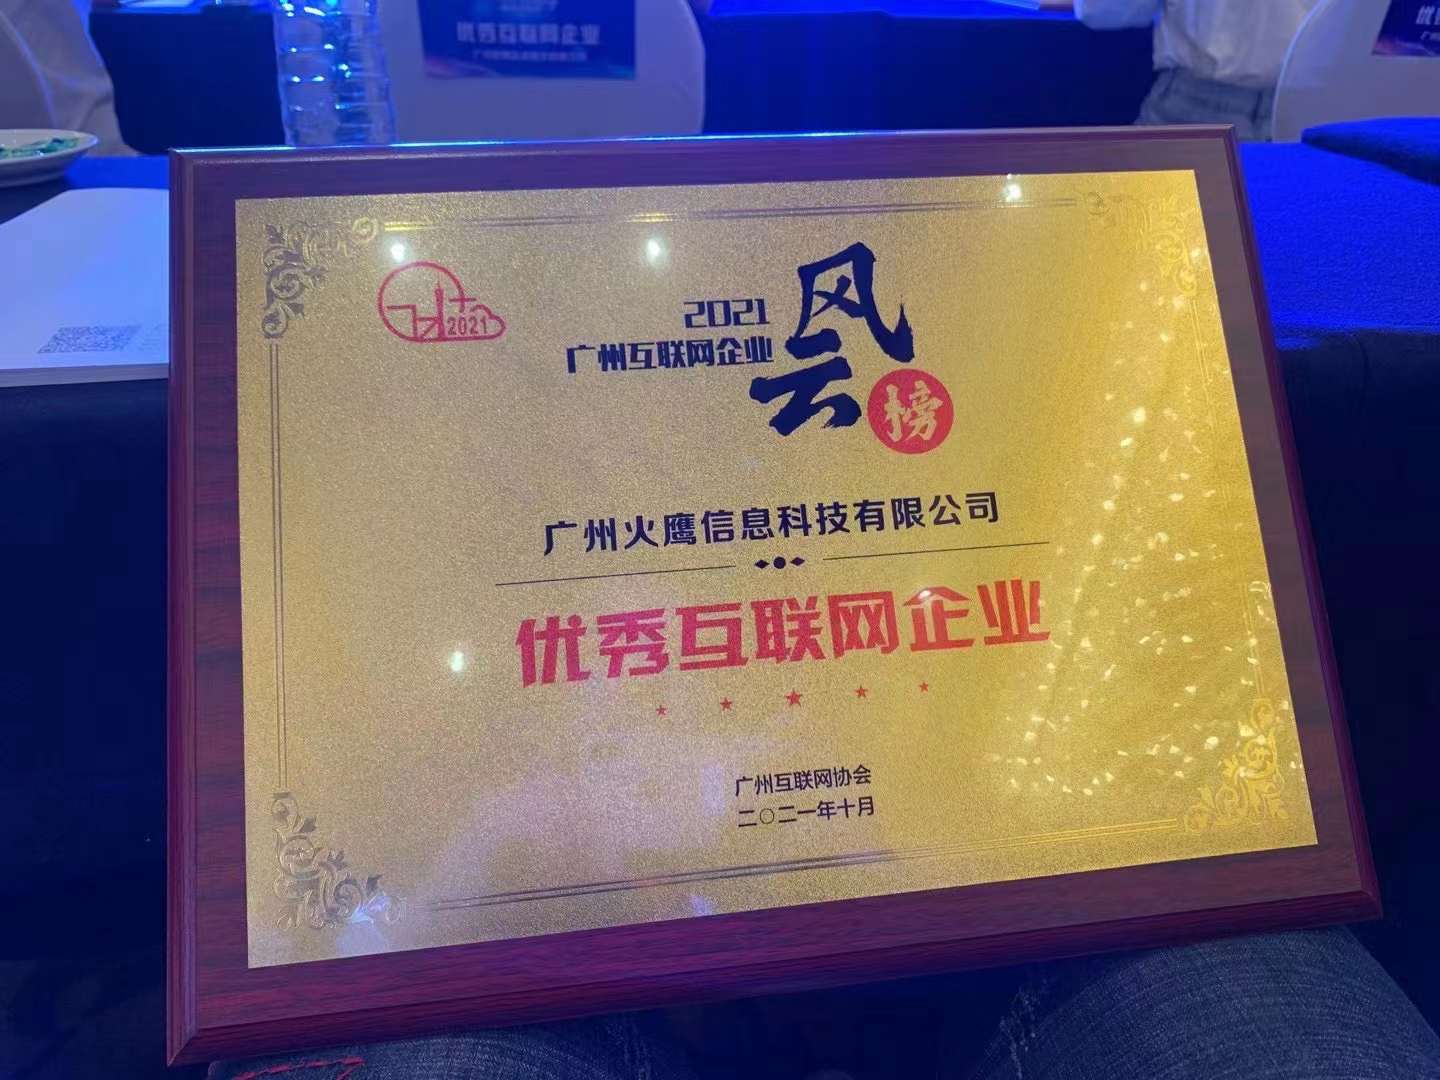 优秀互联网企业
2021
2021
广州互联网企业
风云
榜
广州火鹰信息科技有限公司
优秀互联网企业
广州互联网协会
二〇二一年十月